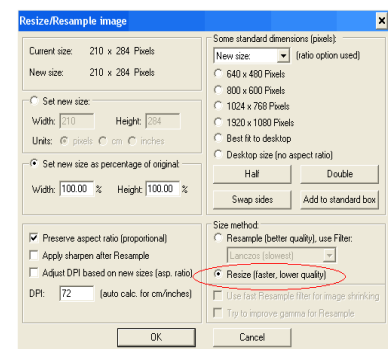 Resize/Resample image
Current size: 210 x 284 Pixels
New size: 210 x 284 Pixels
Set new size:
Width: 210 Height: 284
Units: pixels cm inches
Set new size as percentage of original:
Width: 100.00 % Height: 100.00 %
Preserve aspect ratio (proportional)
Apply sharpen after Resample
Adjust DPI based on new sizes (asp. ratio)
DPI: 72 (auto calc. for cm/inches)
Some standard dimensions (pixels):
New size: (ratio option used)
640 x 480 Pixels
800 x 600 Pixels
1024 x 768 Pixels
1920 x 1080 Pixels
Best fit to desktop
Desktop size (no aspect ratio)
Half Double
Swap sides Add to standard box
Size method:
Resample (better quality), use Filter:
Lanczos (slowest)
Resize (faster, lower quality)
Use fast Resample filter for image shrinking
Try to improve gamma for Resample
OK Cancel